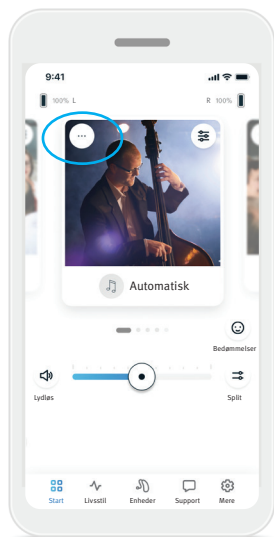 9:41
100% L
R 100%
Automatisk
Bedømmelser
Lydløs
Split
Start Livsstil Enheder Support Mere